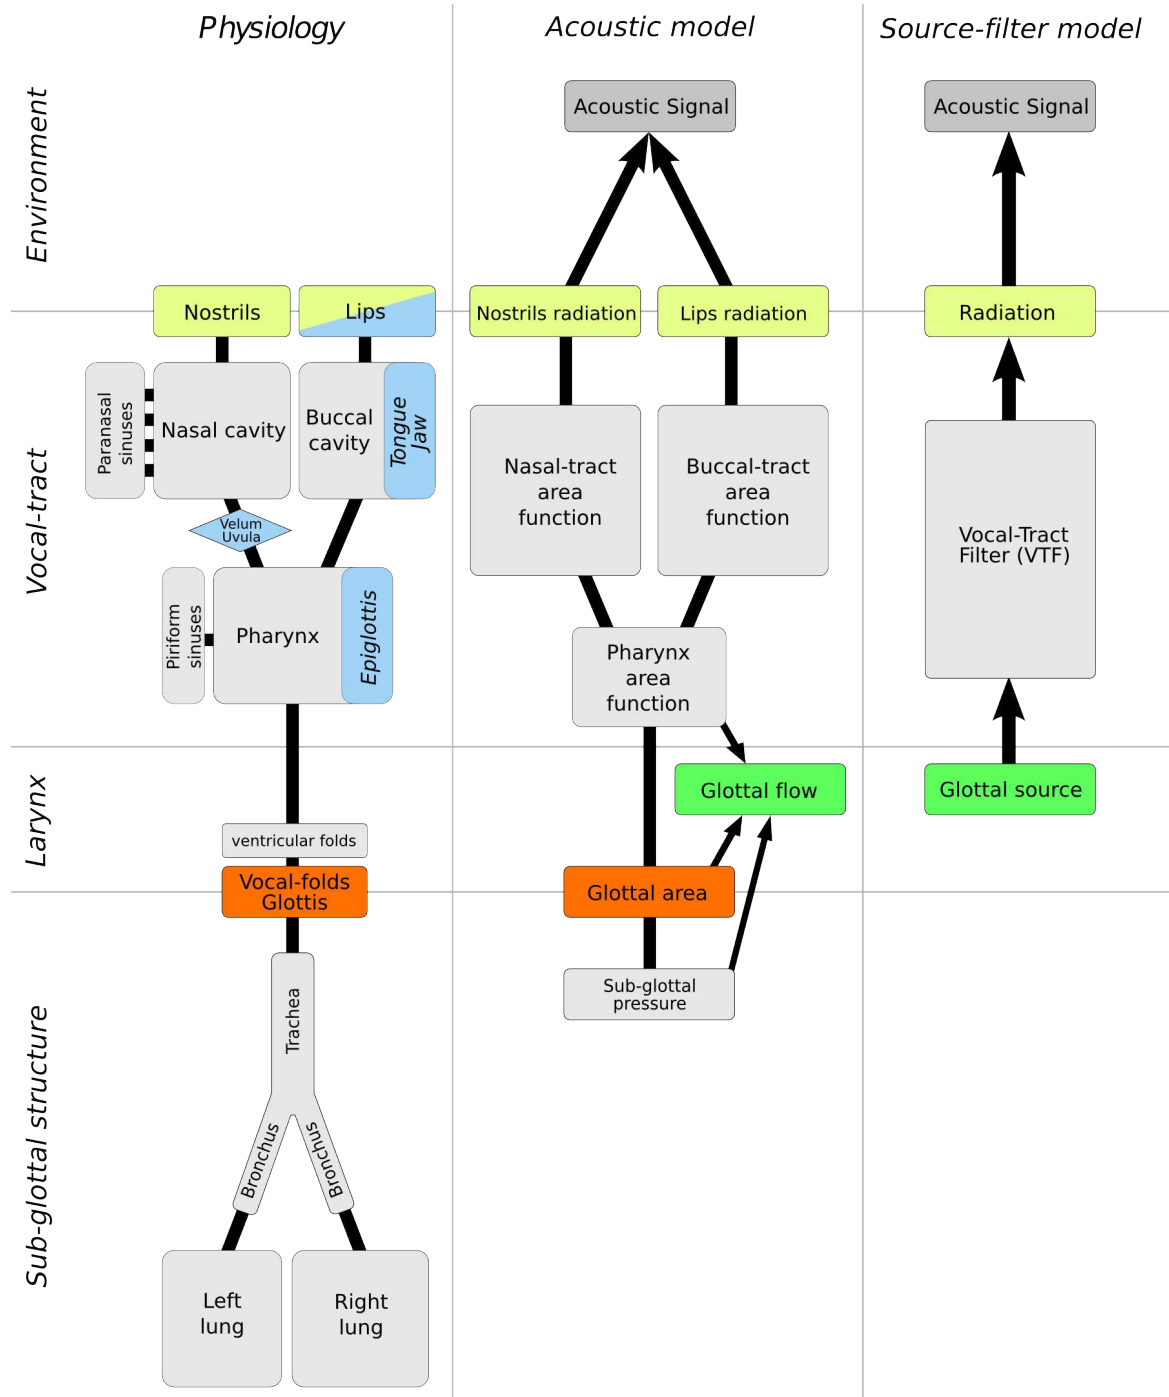 Physiology
Acoustic model
Source-filter model
Environment
Acoustic Signal
Acoustic Signal
Nostrils
Lips
Nostrils radiation
Lips radiation
Radiation
Vocal-tract
Paranasal
sinuses
Nasal cavity
Buccal
cavity
Tongue
Jaw
Nasal-tract
area
function
Buccal-tract
area
function
Vocal-Tract
Filter (VTF)
Velum
Uvula
Piriform
sinuses
Pharynx
Epiglottis
Pharynx
area
function
Larynx
Glottal flow
Glottal source
ventricular folds
Vocal-folds
Glottis
Glottal area
Sub-glottal
pressure
Sub-glottal structure
Trachea
Bronchus
Bronchus
Left
lung
Right
lung